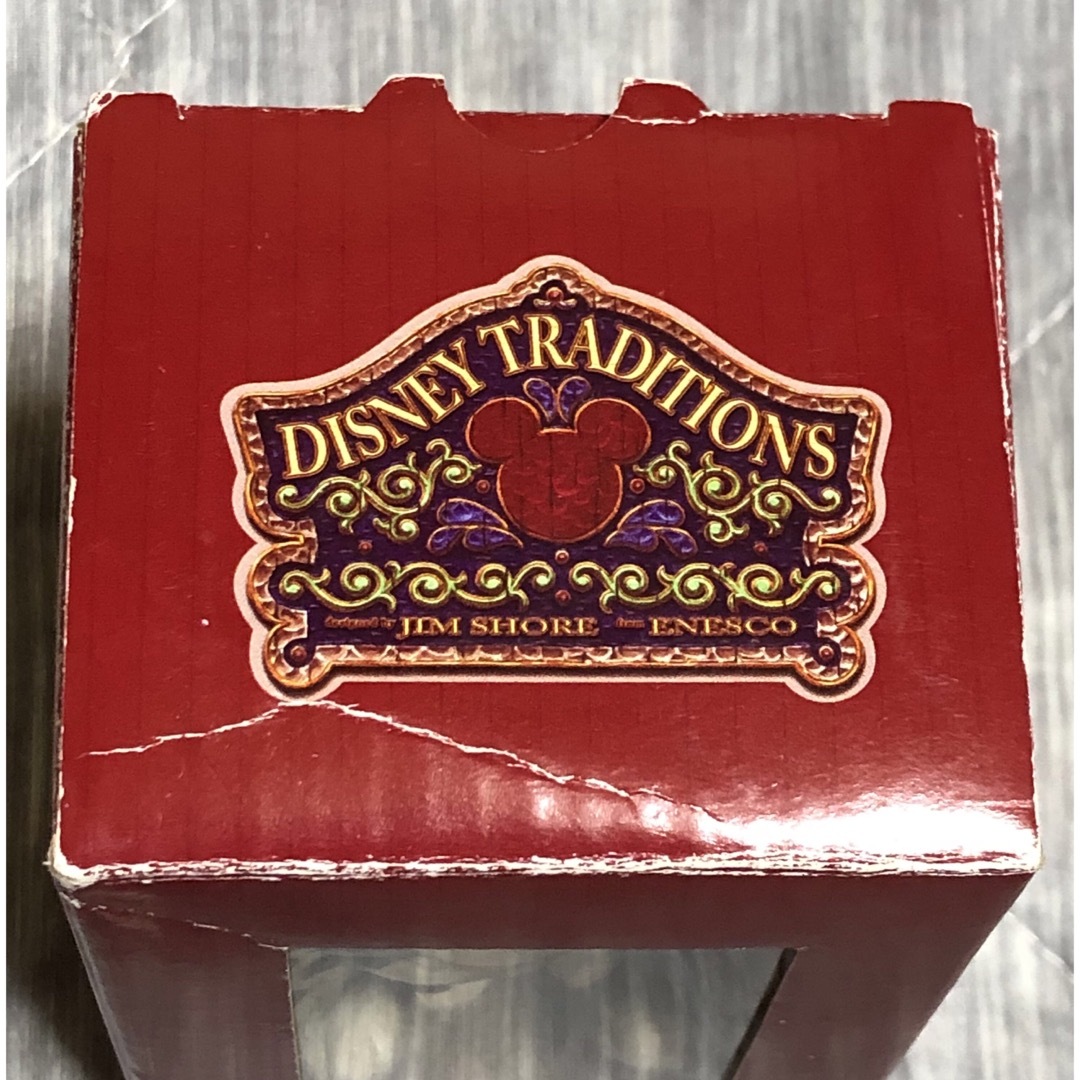 DISNEY TRADITIONS
designed by JIM SHORE from ENESCO